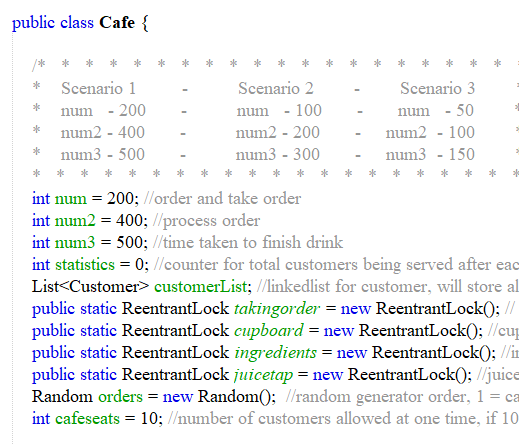 public class Cafe {
/* * * * * * * * * * * * * * * * * * * *
* Scenario 1 - Scenario 2 - Scenario 3
* num - 200 - num - 100 - num - 50
* num2 - 400 - num2 - 200 - num2 - 100
* num3 - 500 - num3 - 300 - num3 - 150
* * * * * * * * * * * * * * * * * * * * *
int num = 200; //order and take order
int num2 = 400; //process order
int num3 = 500; //time taken to finish drink
int statistics = 0; //counter for total customers being served after eac
List<Customer> customerList; //linkedlist for customer, will store al
public static ReentrantLock takingorder = new ReentrantLock(); //
public static ReentrantLock cupboard = new ReentrantLock(); //cup
public static ReentrantLock ingredients = new ReentrantLock(); //in
public static ReentrantLock juicetap = new ReentrantLock(); //juice
Random orders = new Random(); //random generator order, 1 = ca
int cafeseats = 10; //number of customers allowed at one time, if 10